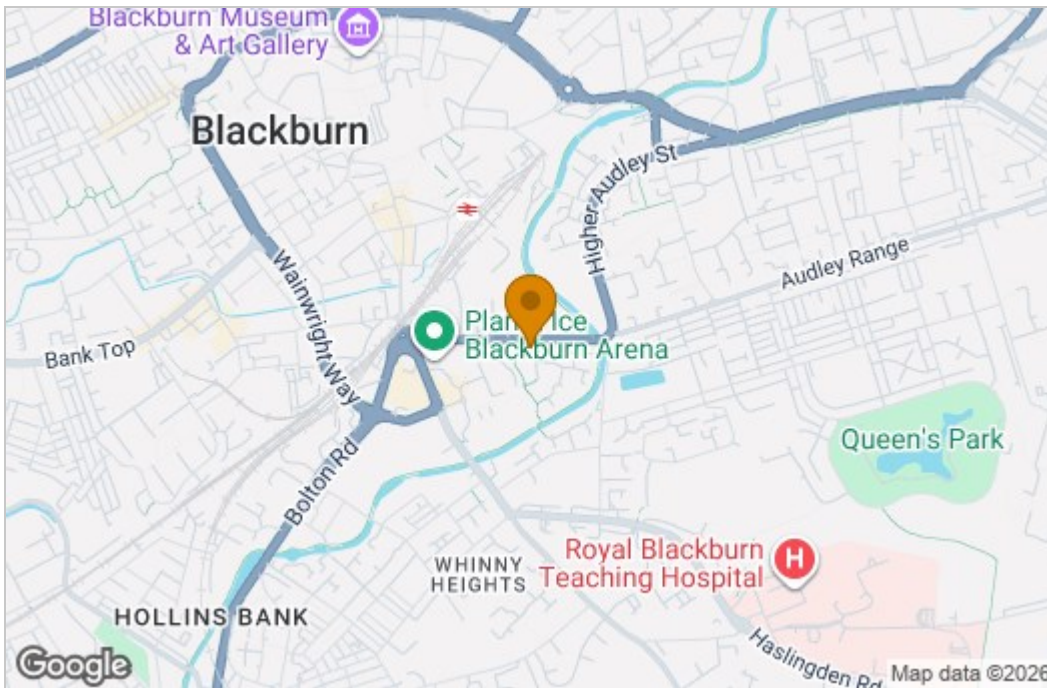 Blackburn Museum
& Art Gallery
Blackburn
Higher Audley St
Audley Range
Wainwright Way
Bank Top
Ice
Blackburn Arena
Queen's Park
Bolton Rd
WHINNY
HEIGHTS
Royal Blackburn
Teaching Hospital
H
HOLLINS BANK
Haslingden Rd
Google
Map data ©2026